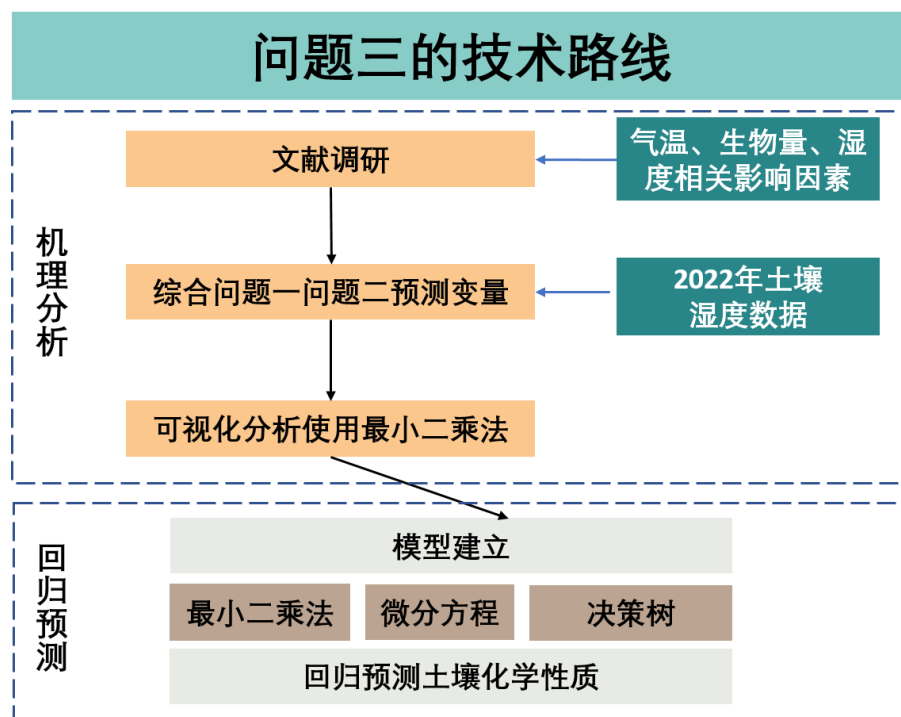 问题三的技术路线
机理分析
文献调研
气温、生物量、湿
度相关影响因素
综合问题一问题二预测变量
2022年土壤
湿度数据
可视化分析使用最小二乘法
回归预测
模型建立
最小二乘法
微分方程
决策树
回归预测土壤化学性质